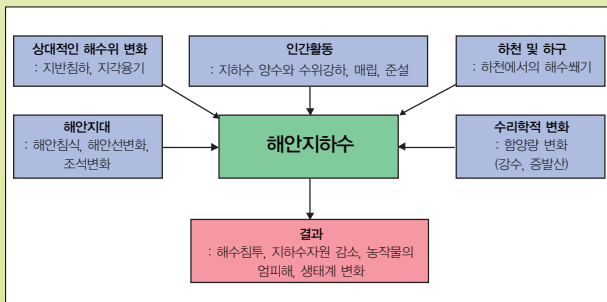 상대적인 해수위 변화
: 지반침하, 지각융기
인간활동
: 지하수 양수와 수위강하, 매립, 준설
하천 및 하구
: 하천에서의 해수쐐기
해안지대
: 해안침식, 해안선변화,
조석변화
해안지하수
수리학적 변화
: 함양량 변화
(강수, 증발산)
결과
: 해수침투, 지하수자원 감소, 농작물의
염피해, 생태계 변화